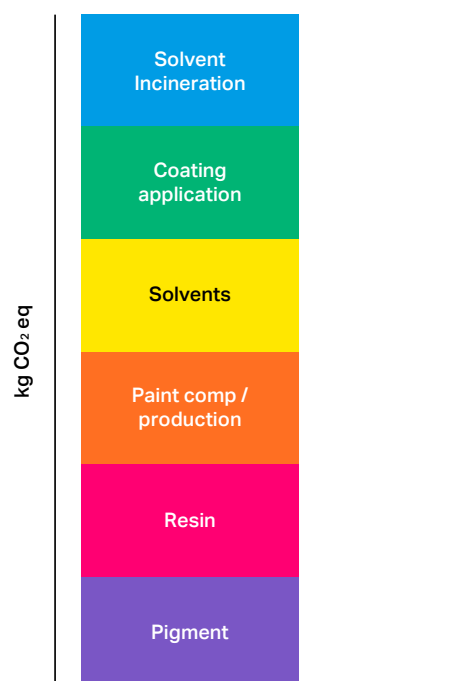 Solvent
Incineration
Coating
application
Solvents
Paint comp /
production
Resin
Pigment
kg CO₂ eq